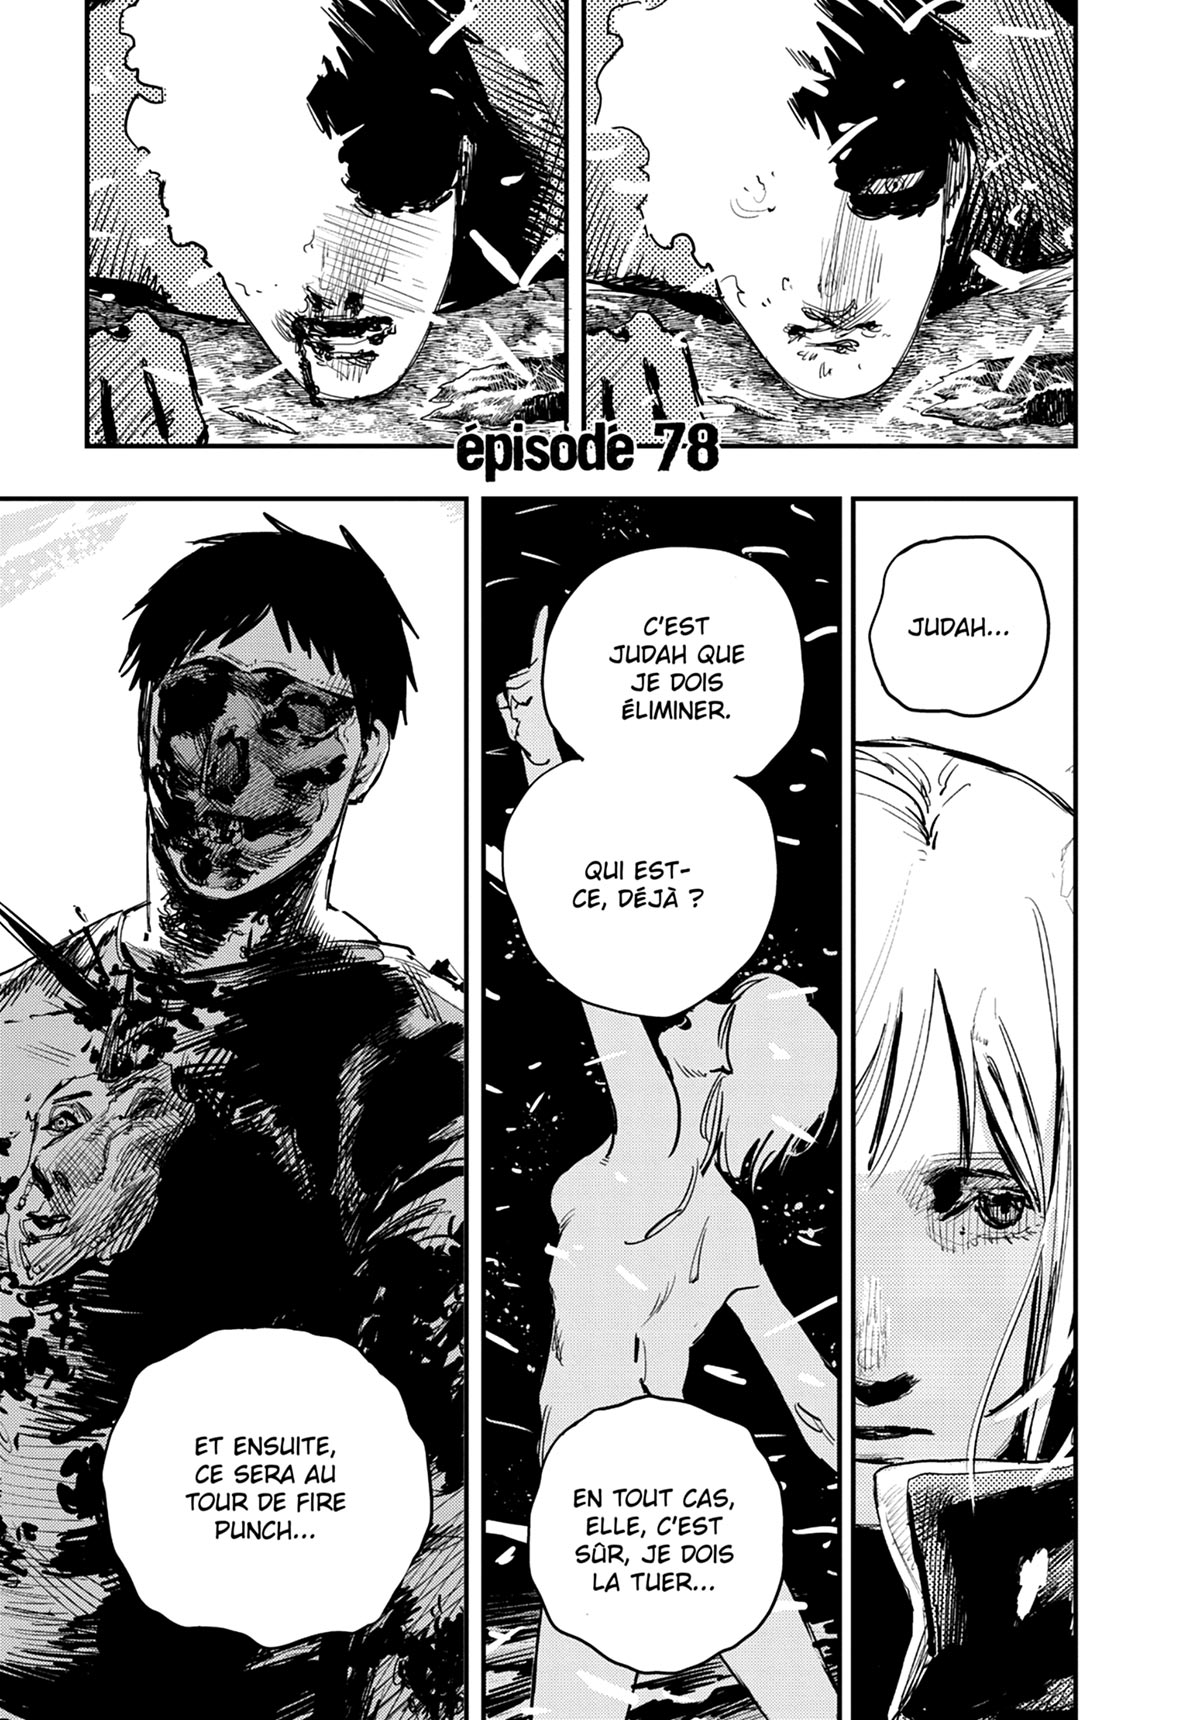 épisode 78
JUDAH...
C'EST
JUDAH QUE
JE DOIS
ÉLIMINER.
QUI EST-
CE, DÉJÀ ?
EN TOUT CAS,
ELLE, C'EST
SÛR, JE DOIS
LA TUER...
ET ENSUITE,
CE SERA AU
TOUR DE FIRE
PUNCH...